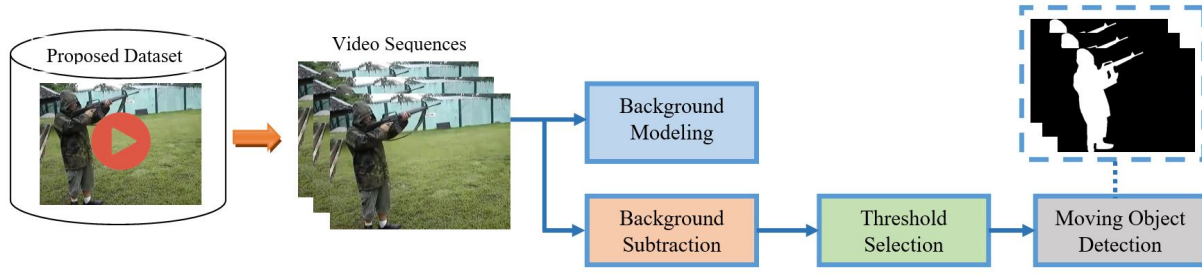 Proposed Dataset
Video Sequences
Background
Modeling
Background
Subtraction
Threshold
Selection
Moving Object
Detection